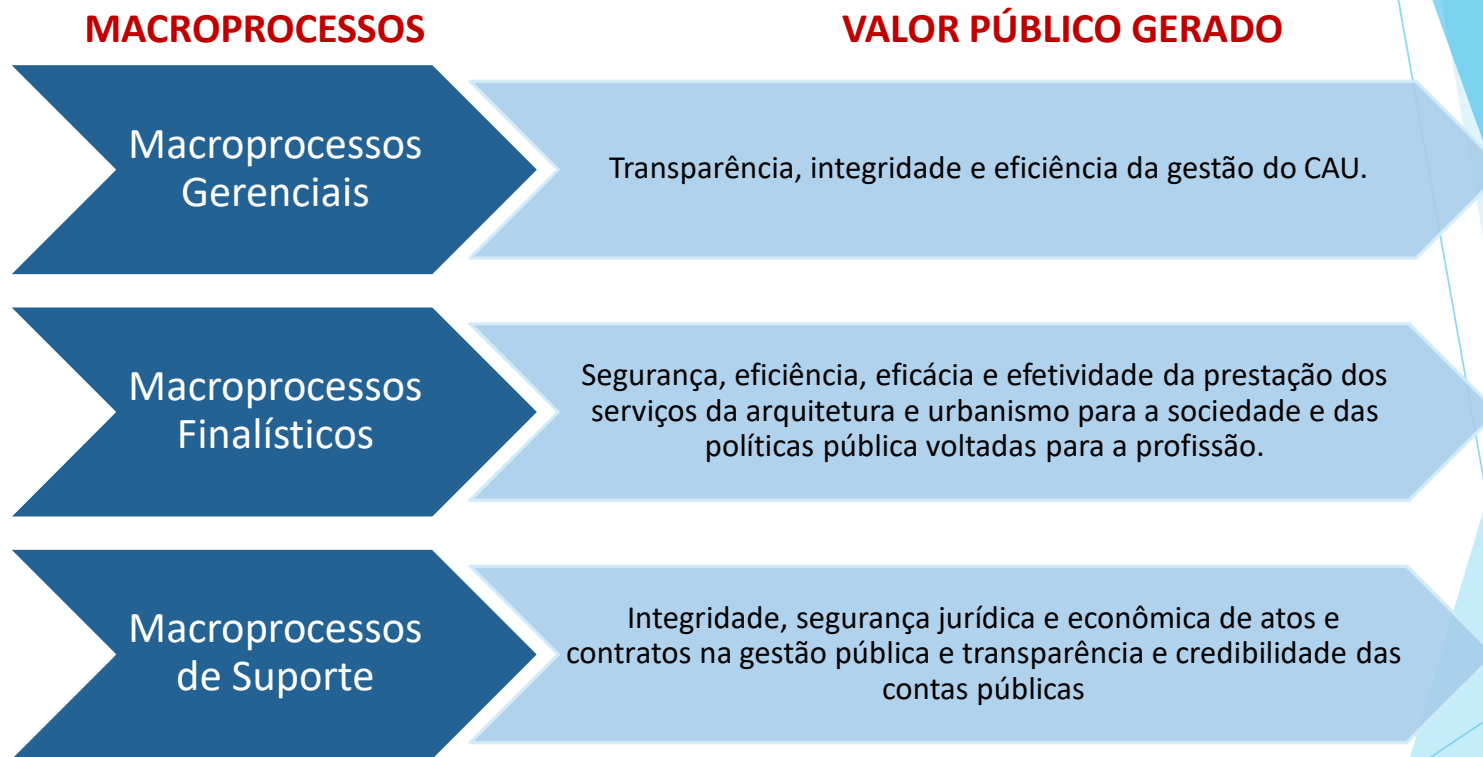 MACROPROCESSOS
VALOR PÚBLICO GERADO
Macroprocessos
Gerenciais
Transparência, integridade e eficiência da gestão do CAU.
Macroprocessos
Finalísticos
Segurança, eficiência, eficácia e efetividade da prestação dos
serviços da arquitetura e urbanismo para a sociedade e das
políticas pública voltadas para a profissão.
Macroprocessos
de Suporte
Integridade, segurança jurídica e econômica de atos e
contratos na gestão pública e transparência e credibilidade das
contas públicas